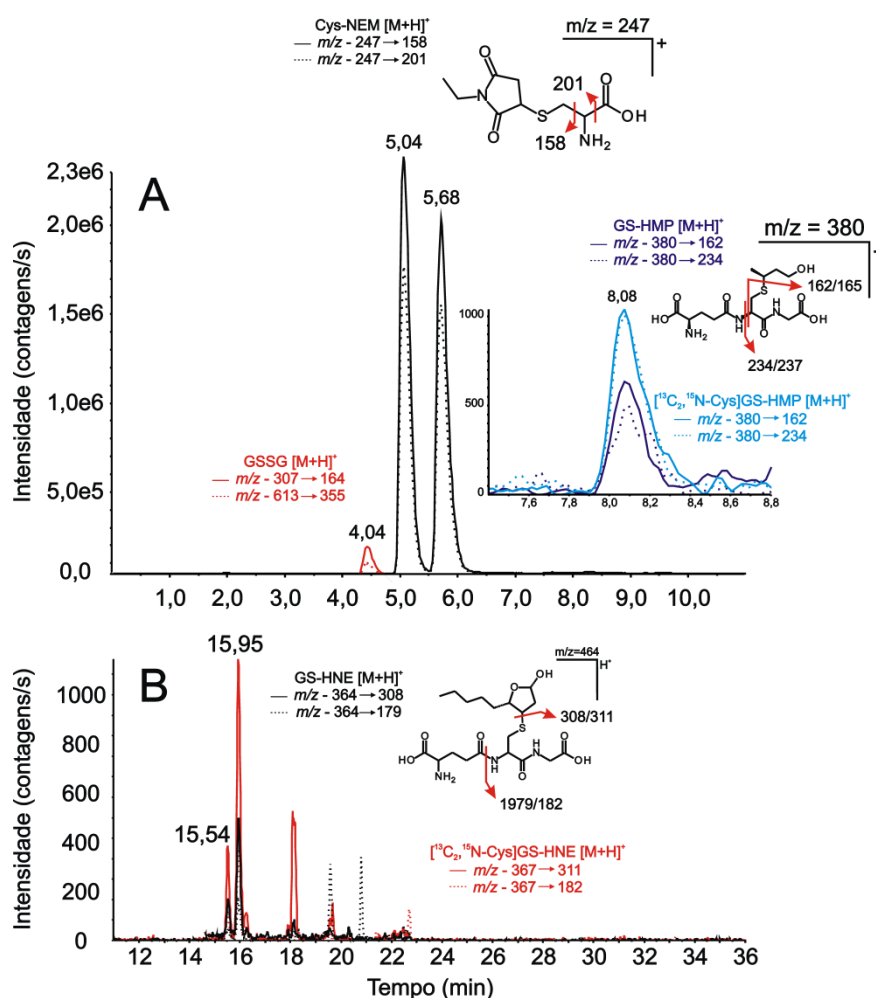 Cys-NEM [M+H]⁺
m/z - 247→158
m/z - 247→201
m/z = 247
+
O
N
O
S
201
O
OH
158
NH₂
A
5,04
5,68
4,04
2,3e6
2,0e6
1,5e6
1,0e6
5,0e5
0,0
Intensidade (contagens/s)
1,0
2,0
3,0
4,0
5,0
6,0
7,0
8,0
9,0
10,0
GSSG [M+H]⁺
m/z - 307→164
m/z - 613→355
GS-HMP [M+H]⁺
m/z - 380→162
m/z - 380→234
m/z = 380
OH
S
162/165
O
HO
NH₂
O
N
H
O
H
N
O
OH
234/237
8,08
1000
500
0
7,6
8,0
8,2
8,4
8,6
8,8
[¹³C₂,¹⁵N-Cys]GS-HMP [M+H]⁺
m/z - 380→162
m/z - 380→234
B
15,95
15,54
1000
800
600
400
200
0
Intensidade (contagens/s)
GS-HNE [M+H]⁺
m/z - 364→308
m/z - 364→179
m/z=464
H⁺
O
OH
308/311
S
O
HO
NH₂
O
N
H
O
H
N
O
OH
1979/182
[¹³C₂,¹⁵N-Cys]GS-HNE [M+H]⁺
m/z - 367→311
m/z - 367→182
12
14
16
18
20
22
24
26
28
30
32
34
36
Tempo (min)